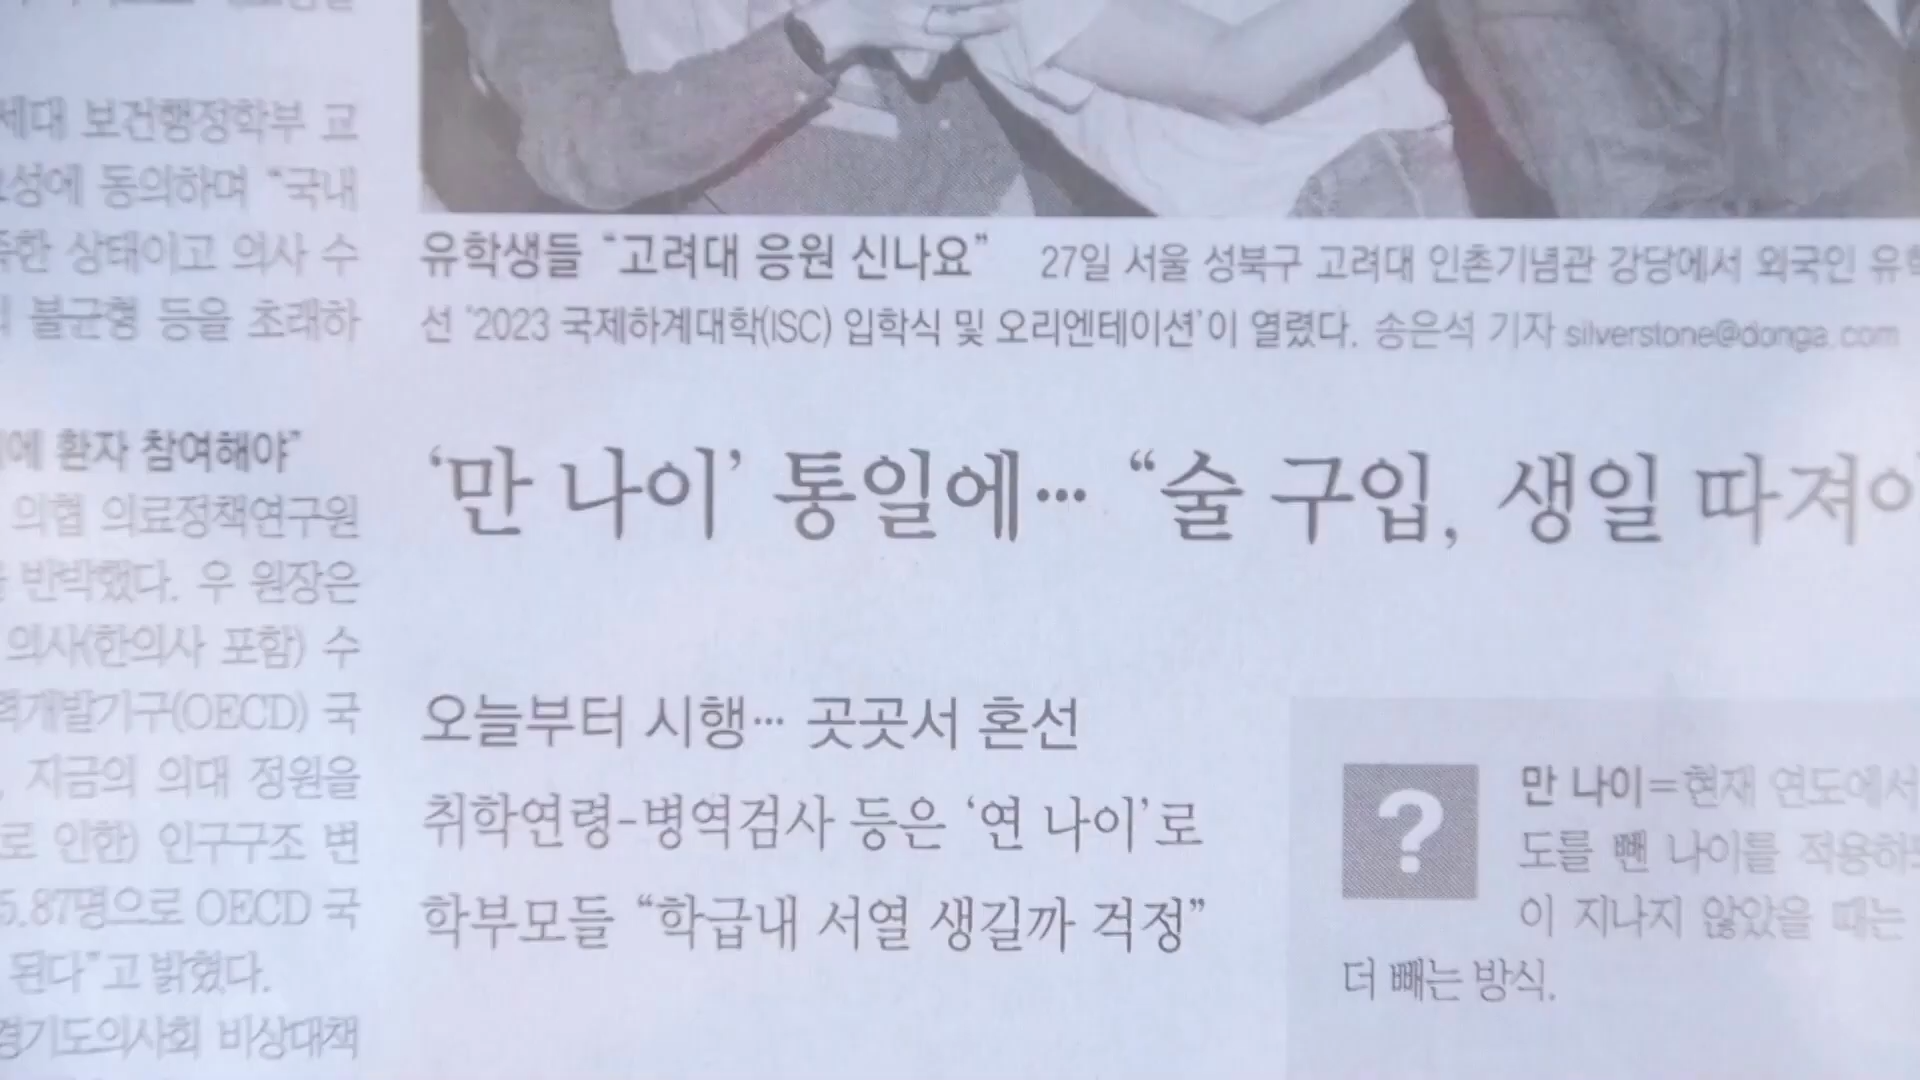 세대 보건행정학부 교
성에 동의하며 “국내
족한 상태이고 의사 수
불균형 등을 초래하
에 환자 참여해야”
의협 의료정책연구원
반박했다. 우 원장은
의사(한의사 포함) 수
력개발기구(OECD) 국
, 지금의 의대 정원을
로 인한) 인구구조 변
5.87명으로 OECD 국
된다”고 밝혔다.
경기도의사회 비상대책
유학생들 “고려대 응원 신나요” 27일 서울 성북구 고려대 인촌기념관 강당에서 외국인 유학
선 ‘2023 국제하계대학(ISC) 입학식 및 오리엔테이션’이 열렸다. 송은석 기자 silverstone@donga.com
‘만 나이’ 통일에… “술 구입, 생일 따져야
오늘부터 시행… 곳곳서 혼선
취학연령-병역검사 등은 ‘연 나이’로
학부모들 “학급내 서열 생길까 걱정”
?
만 나이=현재 연도에서
도를 뺀 나이를 적용하
이 지나지 않았을 때는
더 빼는 방식.